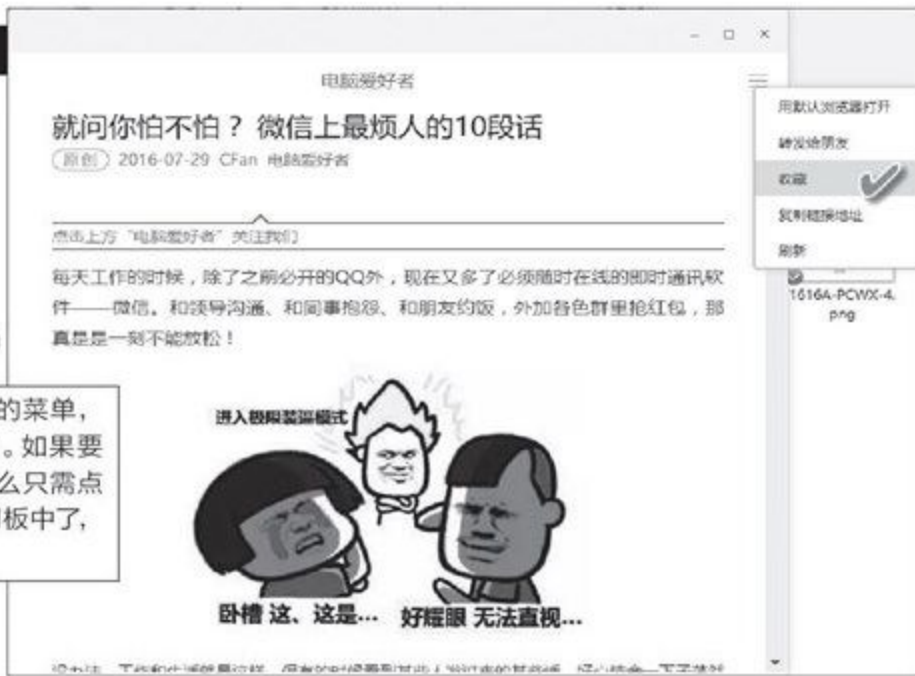 电脑爱好者
就问你怕不怕？微信上最烦人的10段话
原创 2016-07-29 CFan 电脑爱好者
点击上方“电脑爱好者”关注我们
每天工作的时候，除了之前必开的QQ外，现在又多了必须随时在线的即时通讯软
件——微信。和领导沟通、和同事抱怨、和朋友约饭，外加各色群里抢红包，那
真是是一刻不能放松！
进入极限装逼模式
卧槽 这、这是...
好耀眼 无法直视...
用默认浏览器打开
转发给朋友
收藏
复制链接地址
刷新
1616A-PCWX-4.
png
的菜单，
。如果要
么只需点
板中了，